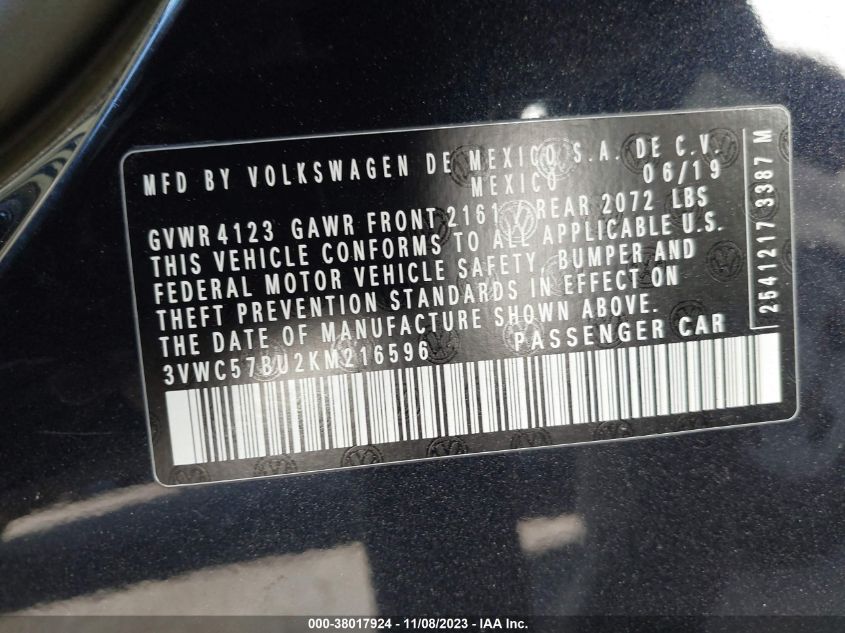 MFD BY VOLKSWAGEN DE MEXICO S.A. DE C.V.
MEXICO 06/19
GVWR 4123 GAWR FRONT 2161 REAR 2072 LBS
THIS VEHICLE CONFORMS TO ALL APPLICABLE U.S.
FEDERAL MOTOR VEHICLE SAFETY, BUMPER AND
THEFT PREVENTION STANDARDS IN EFFECT ON
THE DATE OF MANUFACTURE SHOWN ABOVE.
3VWC57BU2KM216596 PASSENGER CAR
2541217 3387 M
000-38017924 - 11/08/2023 - IAA Inc.